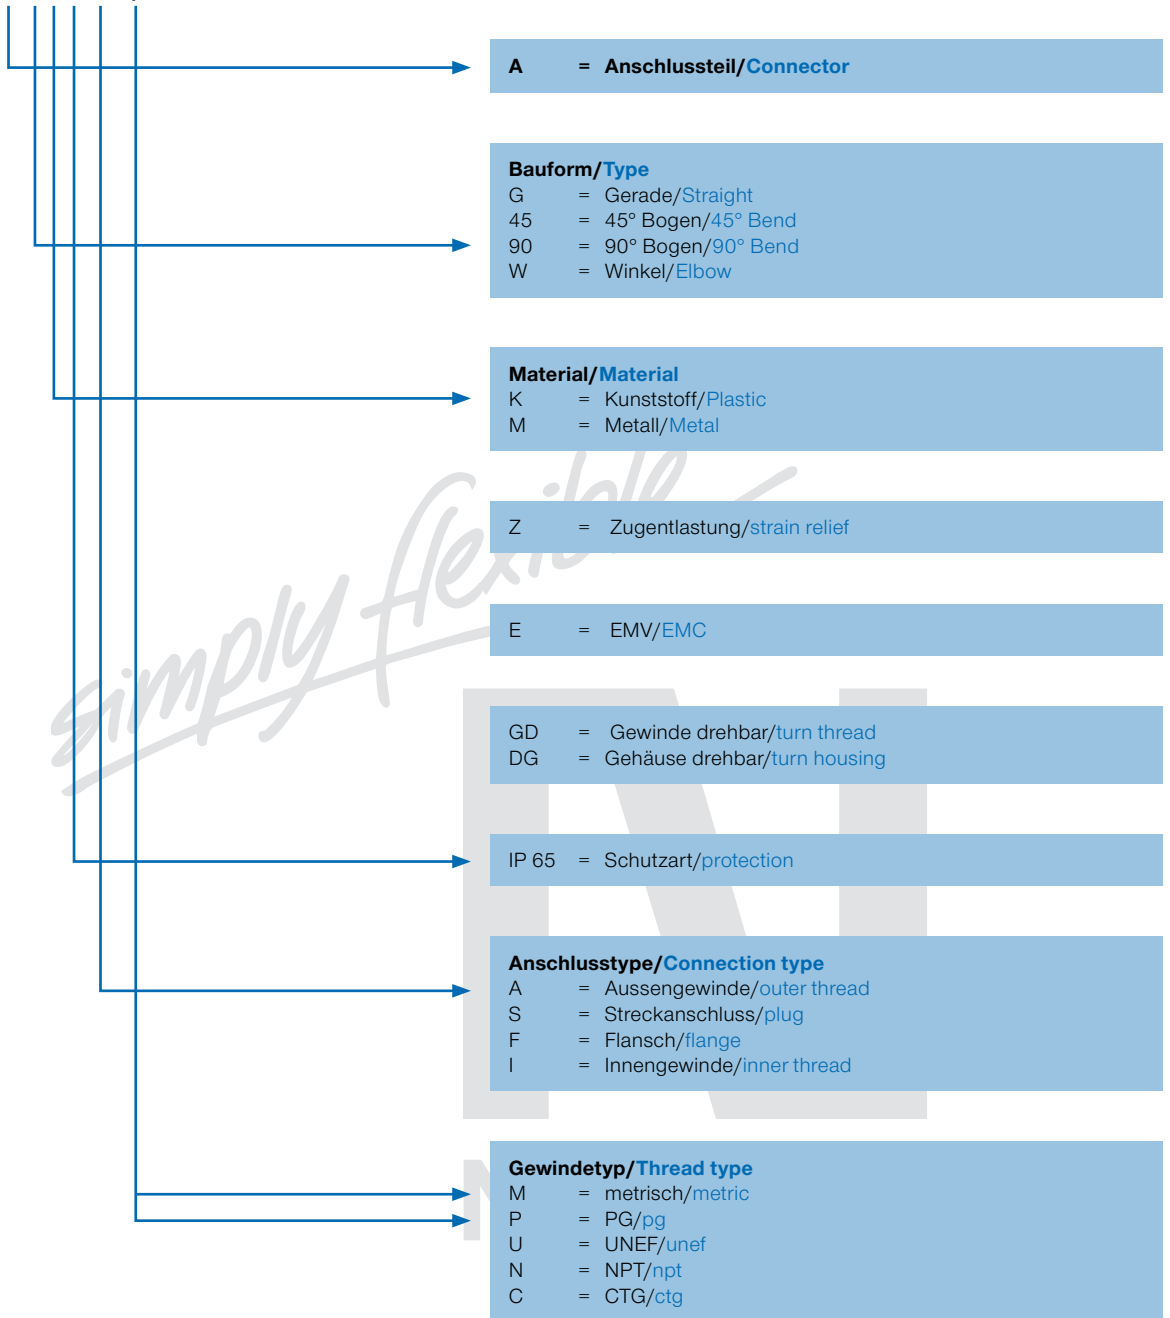 A = Anschlussteil/Connector
Bauform/Type
G = Gerade/Straight
45 = 45° Bogen/45° Bend
90 = 90° Bogen/90° Bend
W = Winkel/Elbow
Material/Material
K = Kunststoff/Plastic
M = Metall/Metal
simply flexible
Z = Zugentlastung/strain relief
E = EMV/EMC
GD = Gewinde drehbar/turn thread
DG = Gehäuse drehbar/turn housing
IP 65 = Schutzart/protection
Anschlusstype/Connection type
A = Aussengewinde/outer thread
S = Streckanschluss/plug
F = Flansch/flange
I = Innengewinde/inner thread
Gewindetyp/Thread type
M = metrisch/metric
P = PG/pg
U = UNEF/unef
N = NPT/npt
C = CTG/ctg